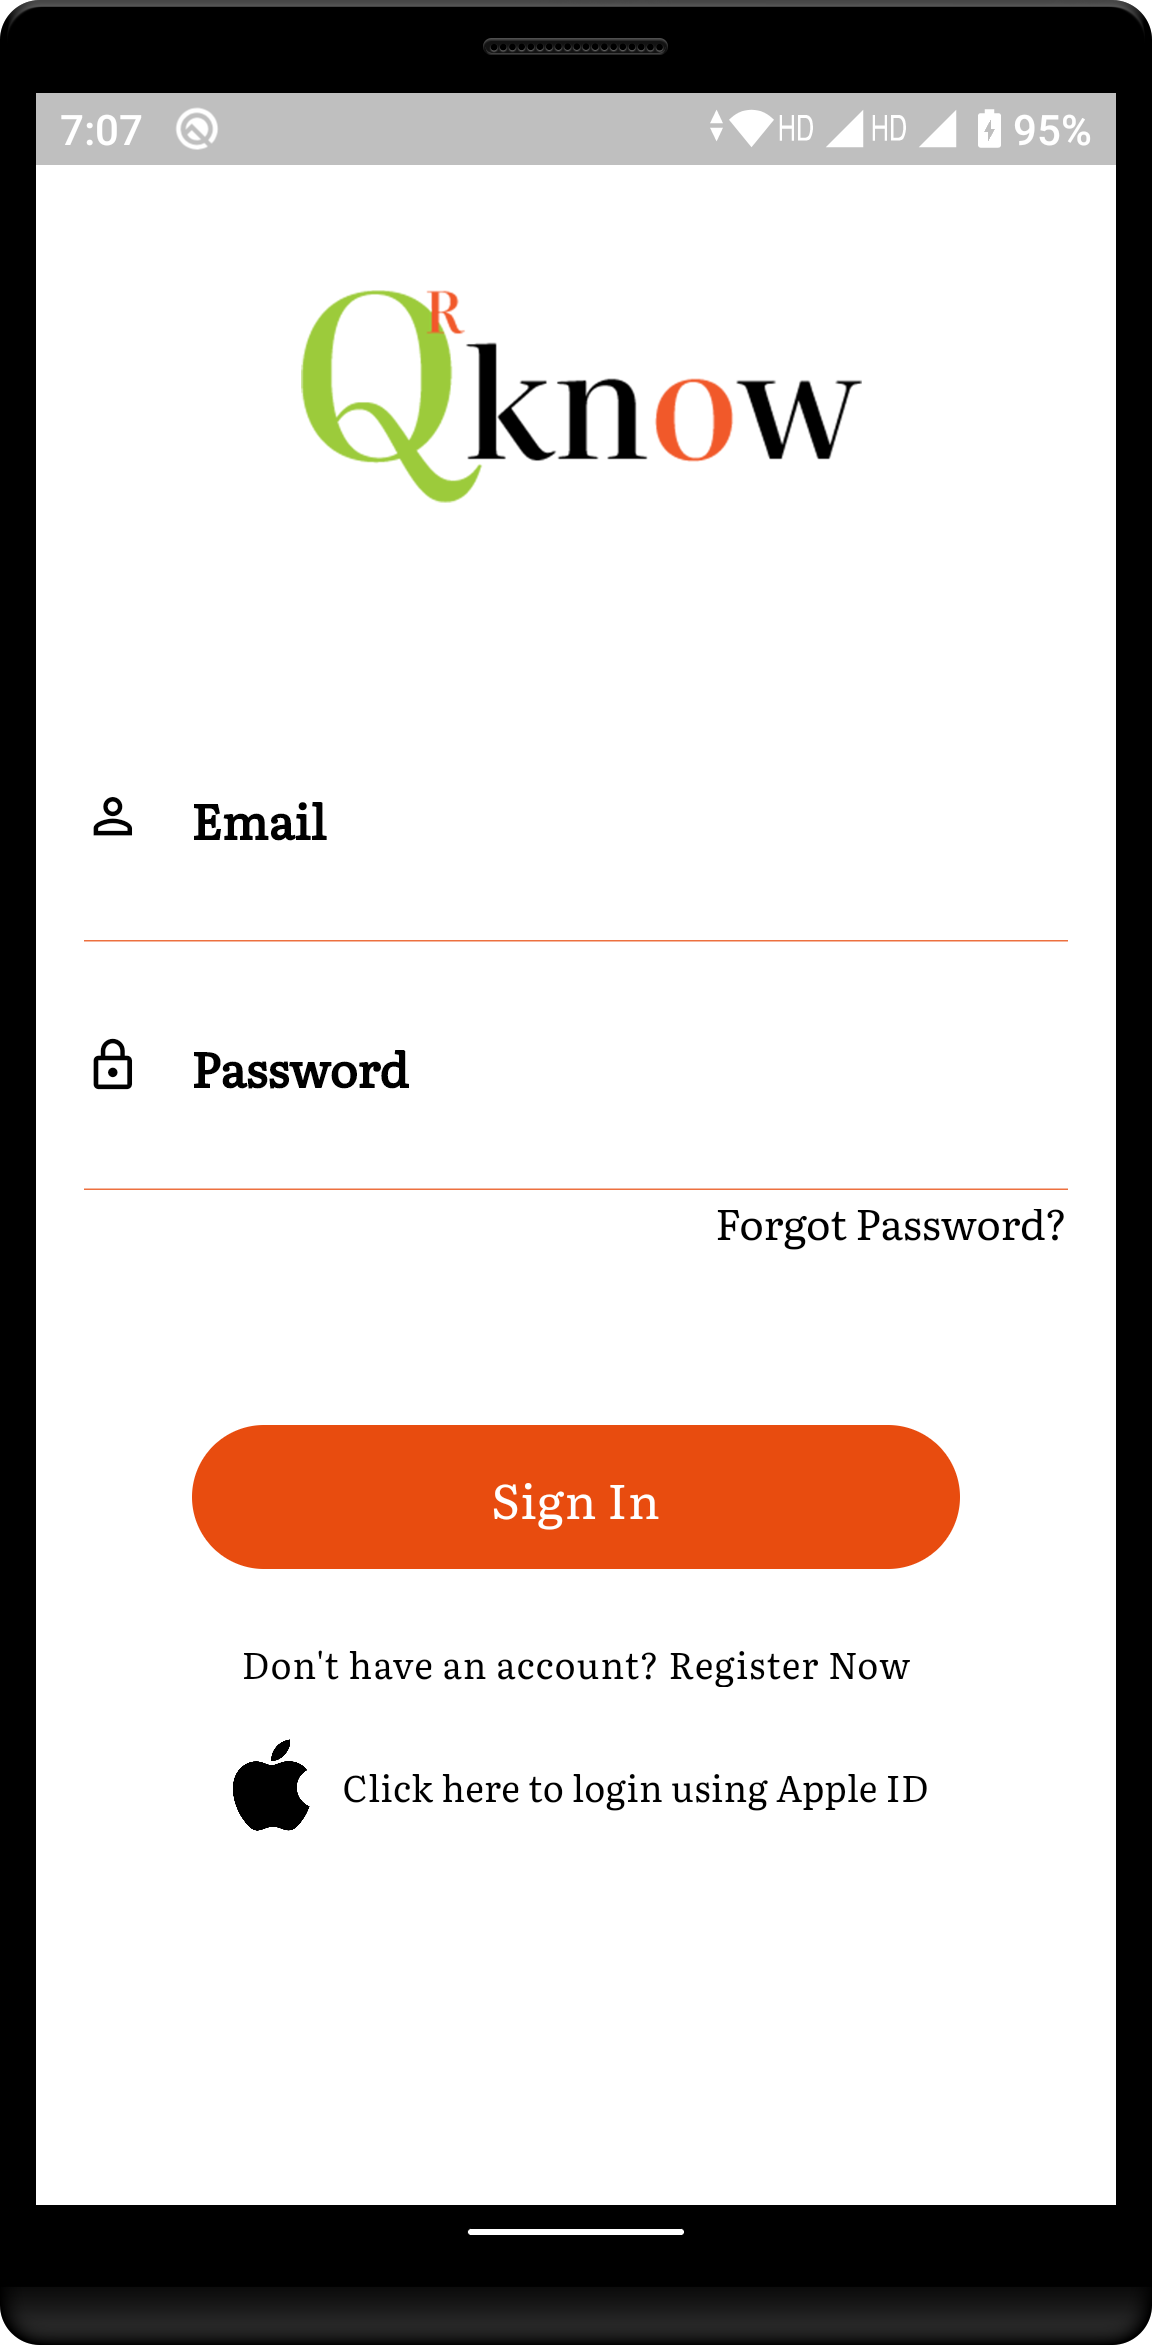 7:07 HD HD 95%
QRknow
Email
Password
Forgot Password?
Sign In
Don't have an account? Register Now
Click here to login using Apple ID